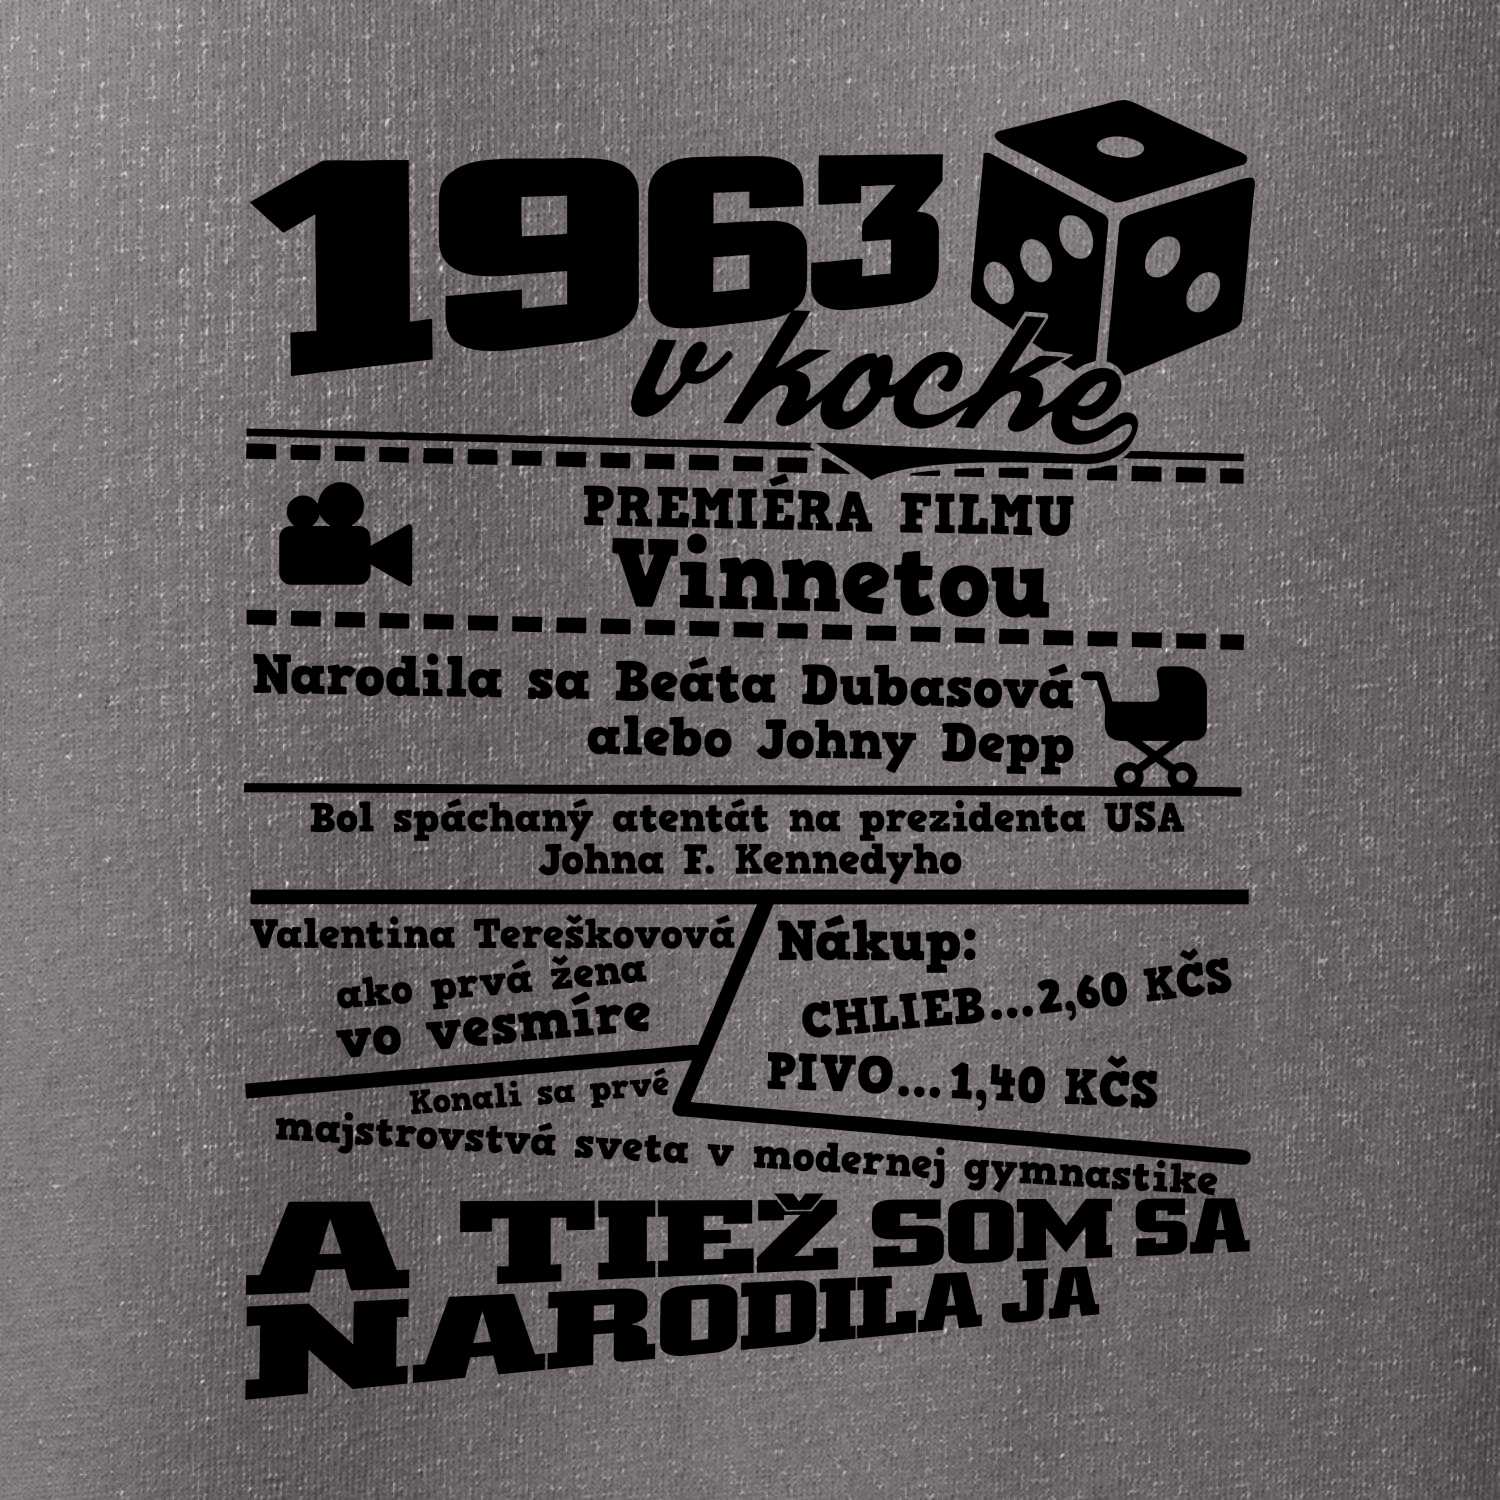 1963
v kocke
PREMIÉRA FILMU
Vinnetou
Narodila sa Beáta Dubasová
alebo Johny Depp
Bol spáchaný atentát na prezidenta USA
Johna F. Kennedyho
Valentina Tereškovová
ako prvá žena
vo vesmíre
Nákup:
CHLIEB...2,60 KČS
PIVO...1,40 KČS
Konali sa prvé
majstrovstvá sveta v modernej gymnastike
A TIEŽ SOM SA
NARODILA JA